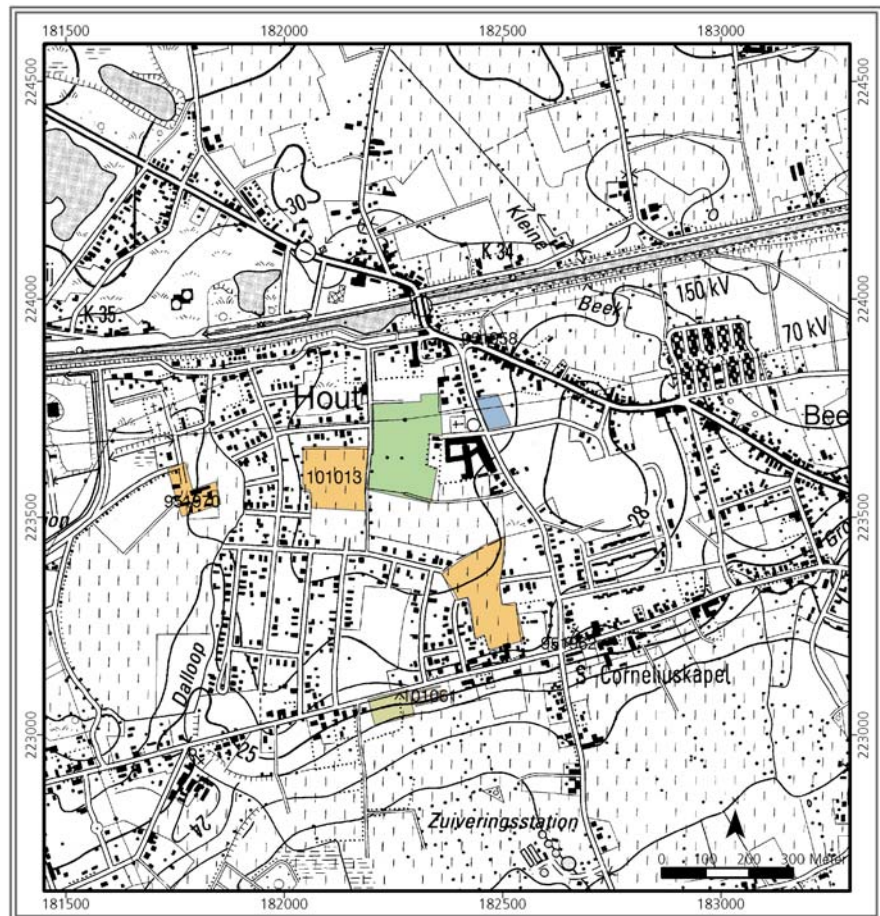 181500 182000 182500 183000
224500 224500
30
Kleine
K 34
224000 224000
150 kV
K 35
Beek
70 kV
Hout
Bee
101013
223500 223500
28
Dalloop
S. Corneliuskapel
101061
223000 223000
25
24
Zuiveringsstation
0 100 200 300 Meter
181500 182000 182500 183000